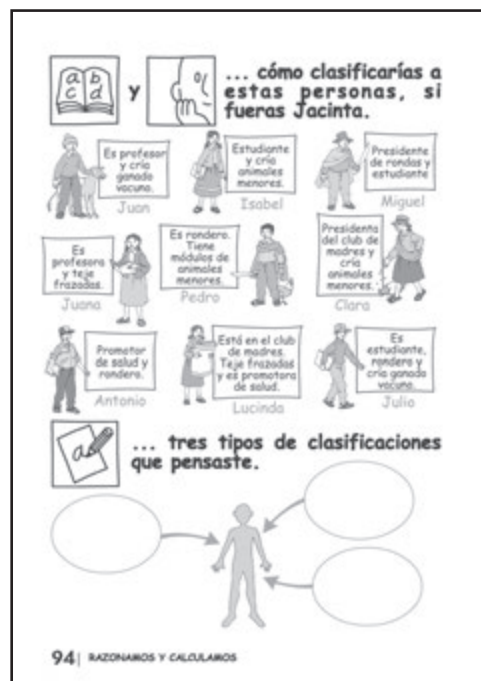 a b
c d
y
... cómo clasificarías a
estas personas, si
fueras Jacinta.
Es profesor
y cría
ganado
vacuno.
Juan
Estudiante
y cría
animales
menores.
Isabel
Presidente
de rondas y
estudiante
Miguel
Es
profesora
y teje
frazadas.
Juana
Es rondero.
Tiene
módulos de
animales
menores.
Pedro
Presidenta
del club de
madres y
cría
animales
menores.
Clara
Promotor
de salud y
rondero.
Antonio
Está en el club
de madres.
Teje frazadas
y es promotora
de salud.
Lucinda
Es
estudiante,
rondero y
cría ganado
vacuno.
Julio
a
... tres tipos de clasificaciones
que pensaste.
94| RAZONAMOS Y CALCULAMOS